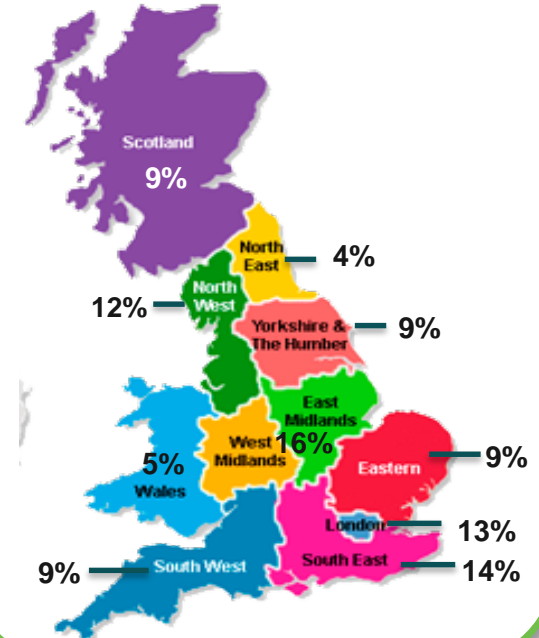 Scotland
9%
North
East
4%
North
West
12%
Yorkshire &
The Humber
9%
East
Midlands
West
Midlands
16%
5%
Wales
Eastern
9%
London
13%
South West
9%
South East
14%